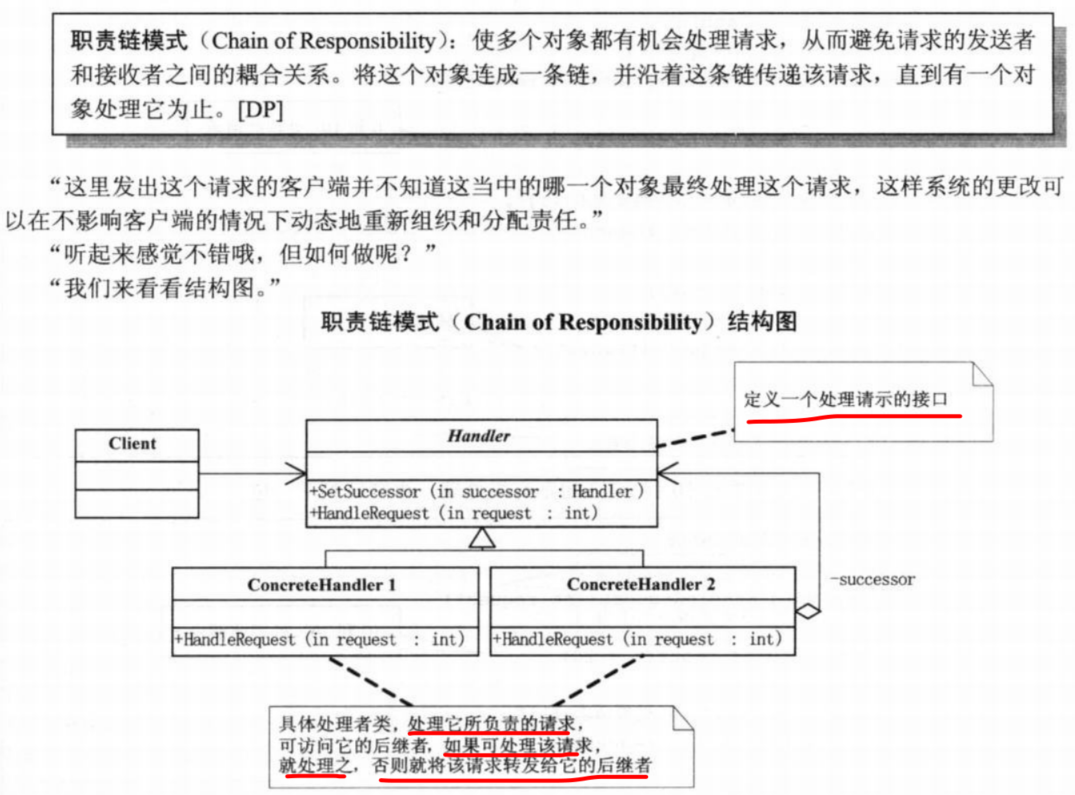 职责链模式（Chain of Responsibility）：使多个对象都有机会处理请求，从而避免请求的发送者
和接收者之间的耦合关系。将这个对象连成一条链，并沿着这条链传递该请求，直到有一个对
象处理它为止。[DP]
“这里发出这个请求的客户端并不知道这当中的哪一个对象最终处理这个请求，这样系统的更改可
以在不影响客户端的情况下动态地重新组织和分配责任。”
“听起来感觉不错哦，但如何做呢？”
“我们来看看结构图。”
职责链模式（Chain of Responsibility）结构图
定义一个处理请示的接口
Client
Handler
+SetSuccessor (in successor : Handler )
+HandleRequest (in request : int)
ConcreteHandler 1
+HandleRequest (in request : int)
ConcreteHandler 2
+HandleRequest (in request : int)
-successor
具体处理者类，处理它所负责的请求，
可访问它的后继者，如果可处理该请求，
就处理之，否则就将该请求转发给它的后继者